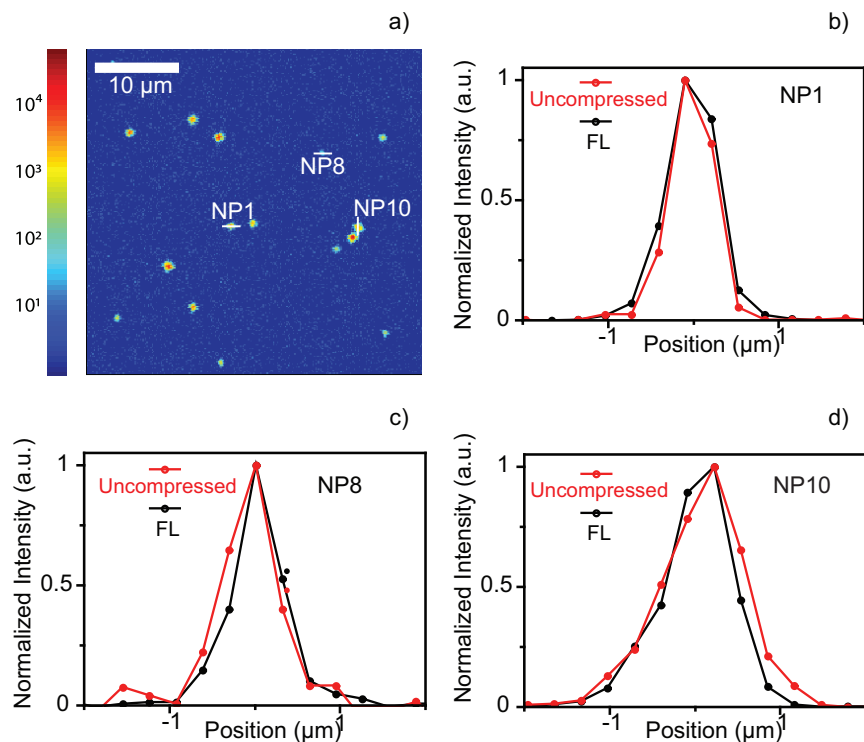 a)
10 µm
10⁴
10³
10²
10¹
NP8
NP1
NP10
b)
Normalized Intensity (a.u.)
1
0.5
0
Uncompressed
FL
NP1
-1
1
Position (µm)
c)
Normalized Intensity (a.u.)
1
0.5
0
Uncompressed
FL
NP8
-1
1
Position (µm)
d)
Normalized Intensity (a.u.)
1
0.5
0
Uncompressed
FL
NP10
-1
1
Position (µm)